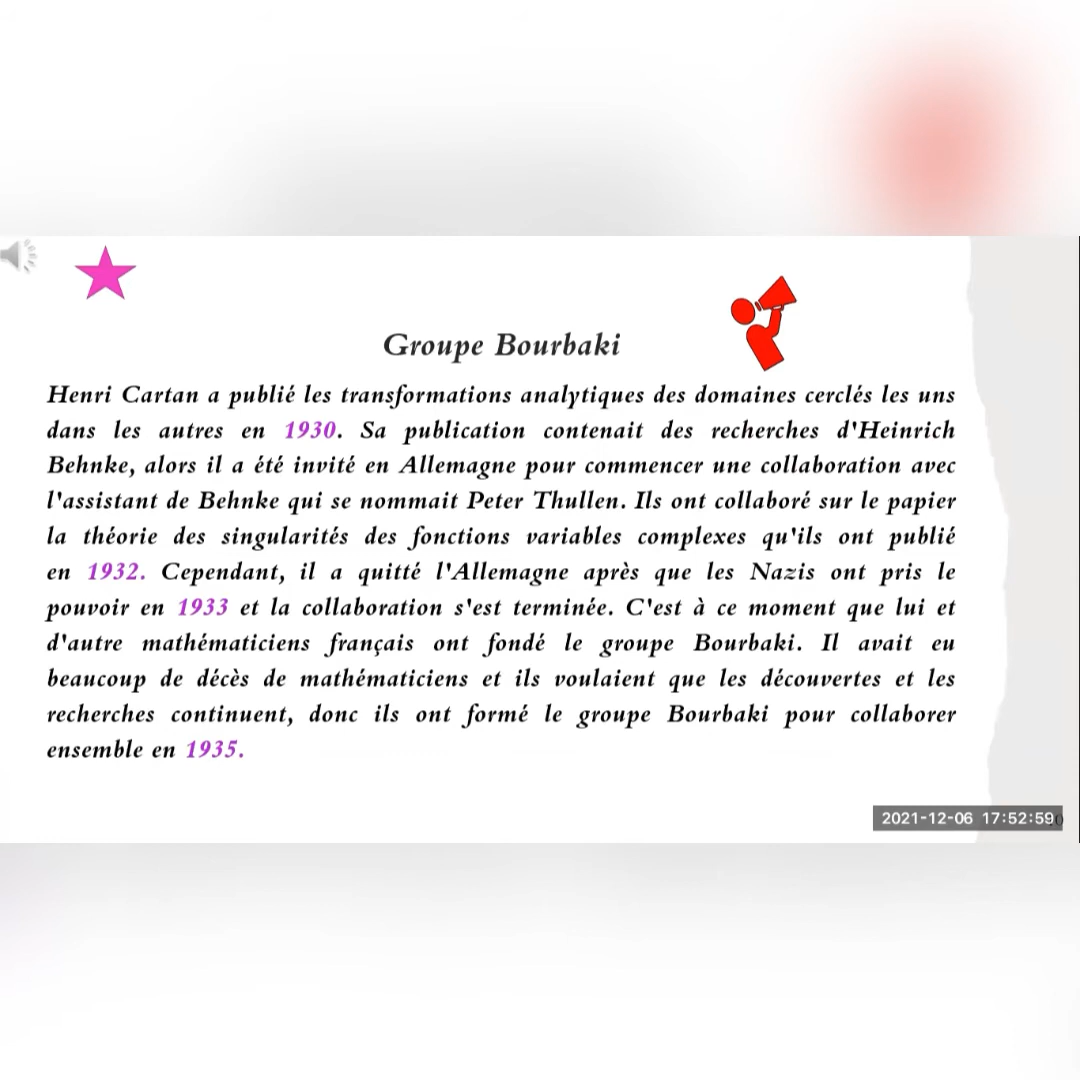 Groupe Bourbaki
Henri Cartan a publié les transformations analytiques des domaines cerclés les uns
dans les autres en 1930. Sa publication contenait des recherches d'Heinrich
Behnke, alors il a été invité en Allemagne pour commencer une collaboration avec
l'assistant de Behnke qui se nommait Peter Thullen. Ils ont collaboré sur le papier
la théorie des singularités des fonctions variables complexes qu'ils ont publié
en 1932. Cependant, il a quitté l'Allemagne après que les Nazis ont pris le
pouvoir en 1933 et la collaboration s'est terminée. C'est à ce moment que lui et
d'autre mathématiciens français ont fondé le groupe Bourbaki. Il avait eu
beaucoup de décès de mathématiciens et ils voulaient que les découvertes et les
recherches continuent, donc ils ont formé le groupe Bourbaki pour collaborer
ensemble en 1935.
2021-12-06 17:52:59